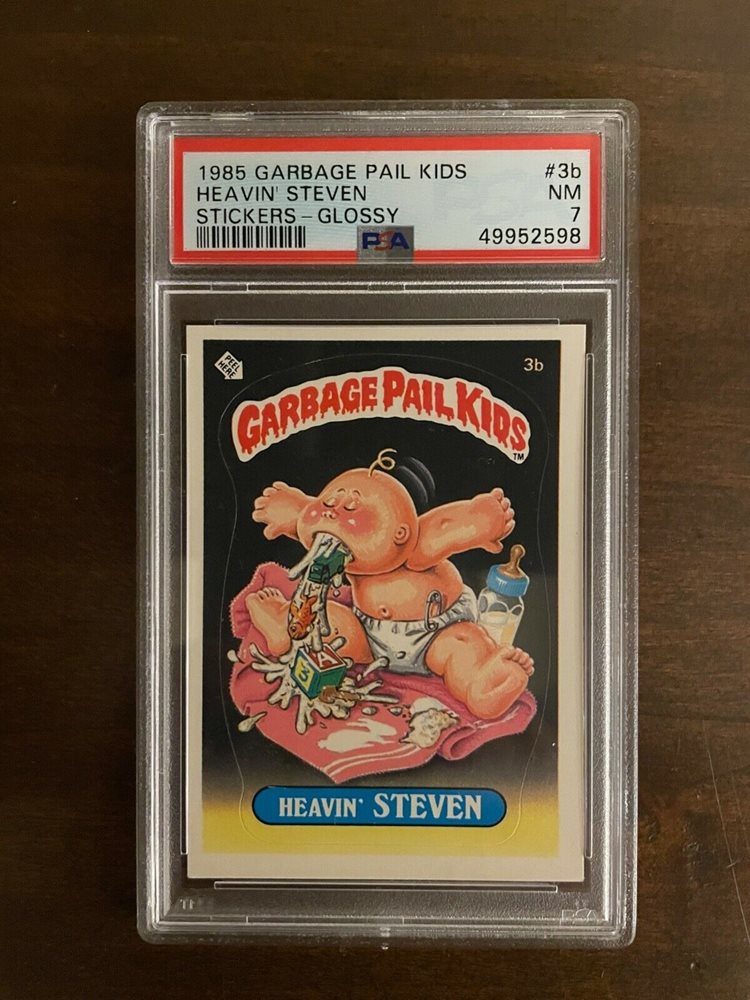 1985 GARBAGE PAIL KIDS #3b
HEAVIN' STEVEN NM
STICKERS - GLOSSY 7
PSA 49952598
PEEL HERE 3b
GARBAGE PAIL KIDS TM
3 A
HEAVIN' STEVEN